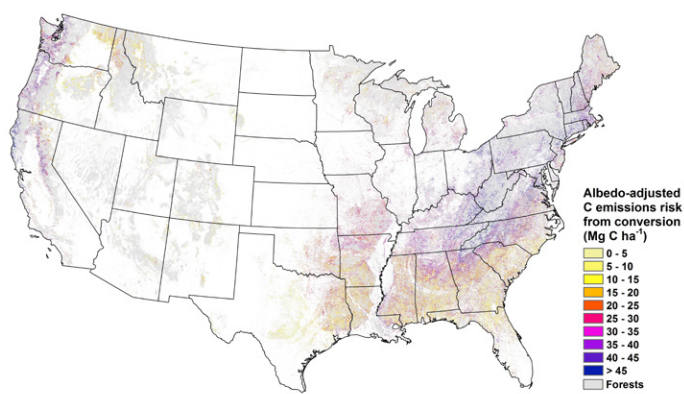 Albedo-adjusted
C emissions risk
from conversion
(Mg C ha⁻¹)
0 - 5
5 - 10
10 - 15
15 - 20
20 - 25
25 - 30
30 - 35
35 - 40
40 - 45
> 45
Forests